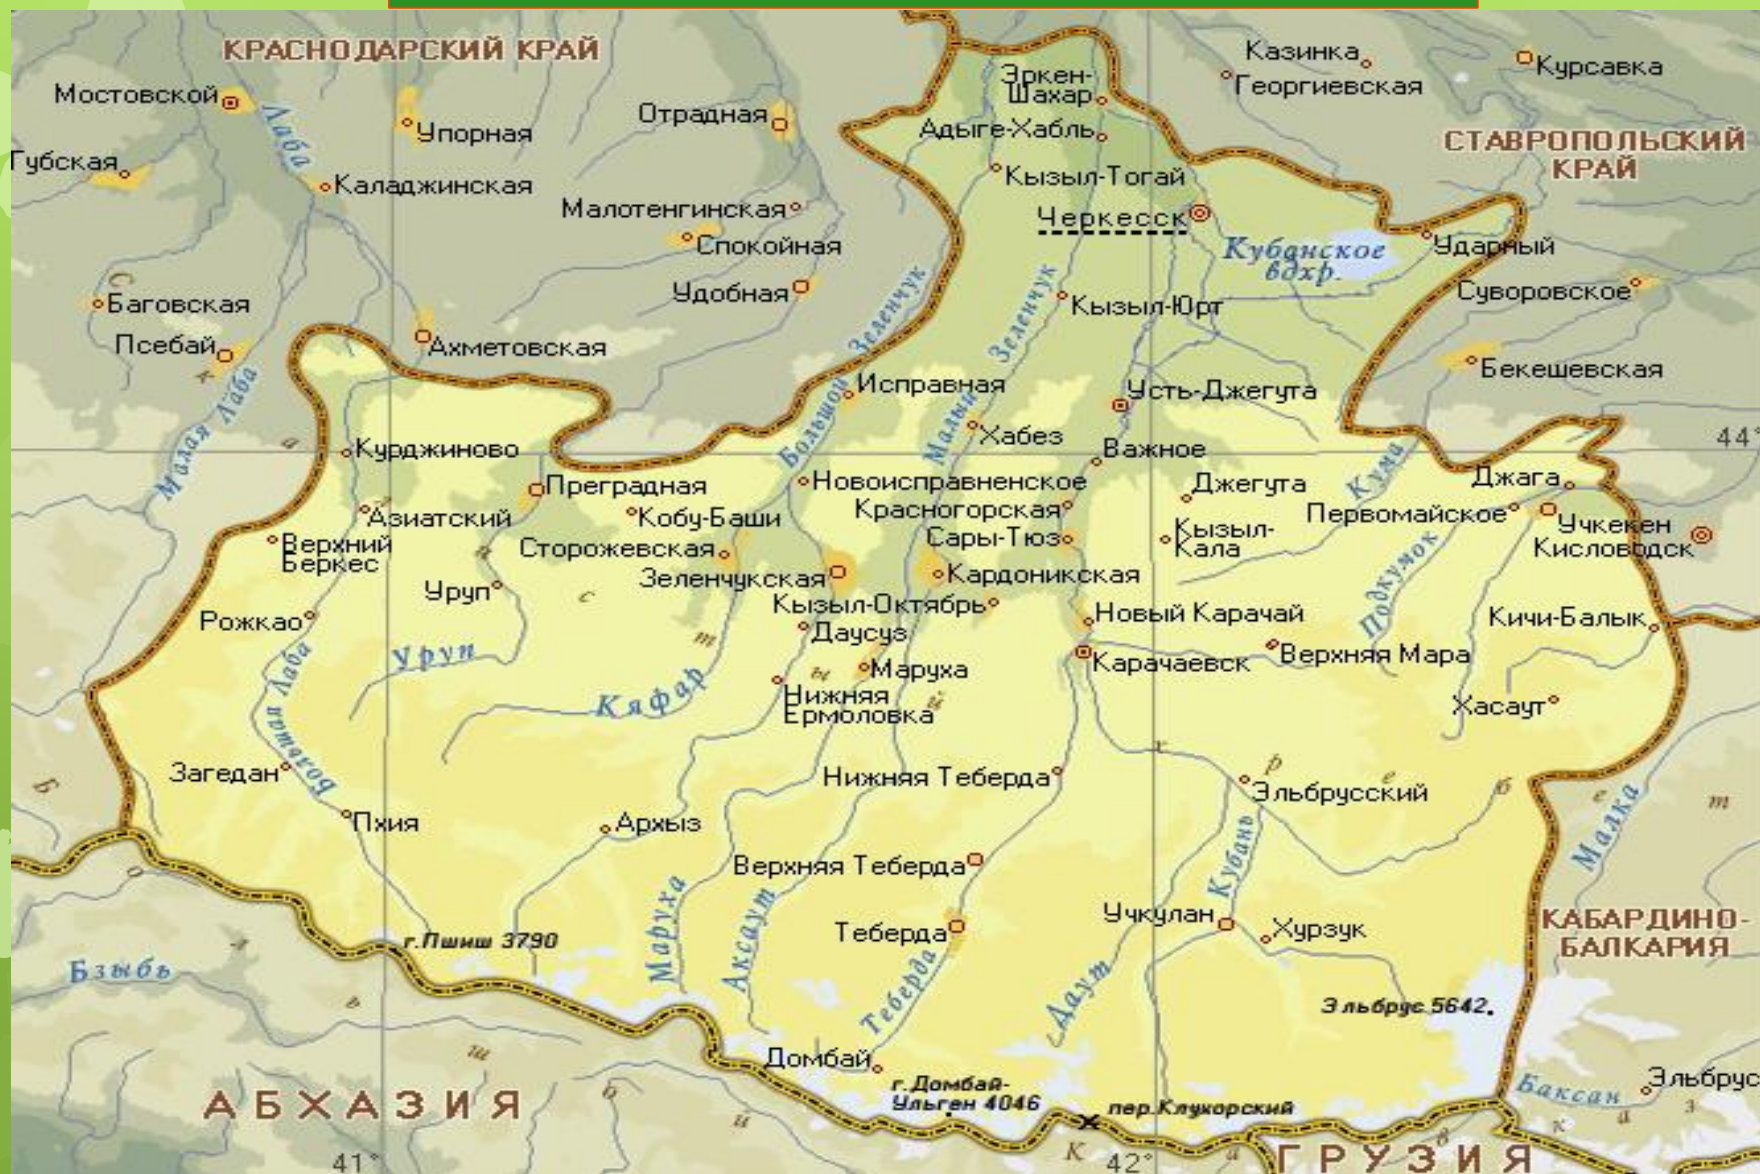 КРАСНОДАРСКИЙ КРАЙ
Казинка
Курсавка
Эркен-
Шахар
Георгиевская
Мостовской
Отрадная
Лаба
Упорная
Адыге-Хабль
СТАВРОПОЛЬСКИЙ
КРАЙ
Губская
Каладжинская
Кызыл-Тогай
Малотенгинская
Черкесск
Спокойная
Кубанское
вдхр.
Ударный
Баговская
Удобная
Большой Зеленчук
Малый Зеленчук
Кызыл-Юрт
Суворовское
Псебай
Ахметовская
Малая Лаба
Исправная
Усть-Джегута
Бекешевская
Хабез
44°
Курджиново
Важное
Кума
Преградная
Новоисправненское
Джегута
Джага
Азиатский
Кобу-Баши
Красногорская
Первомайское
Учкекен
Верхний
Беркес
Сторожевская
Сары-Тюз
Кызыл-
Кала
Кисловодск
Уруп
Зеленчукская
Кардоникская
Подкумок
Рожкао
Кызыл-Октябрь
Новый Карачай
Кичи-Балык
Даусуз
Уруп
Маруха
Карачаевск
Верхняя Мара
Большая Лаба
Кяфар
Нижняя
Ермоловка
Хасаут
Загедан
Нижняя Теберда
Эльбрусский
Пхия
Архыз
Кубань
Малка
Верхняя Теберда
Маруха
Аксаут
Теберда
Учкулан
Хурзук
КАБАРДИНО-
БАЛКАРИЯ
г.Пшиш 3790
Бзыбь
Теберда
Даут
Эльбрус 5642
С к а л и с т ы й х р е б е т
Домбай
г.Домбай-
Ульген 4046
пер.Клухорский
Баксан
Эльбрус
АБХАЗИЯ
ГРУЗИЯ
Б о л ь ш о й К а в к а з
41°
42°